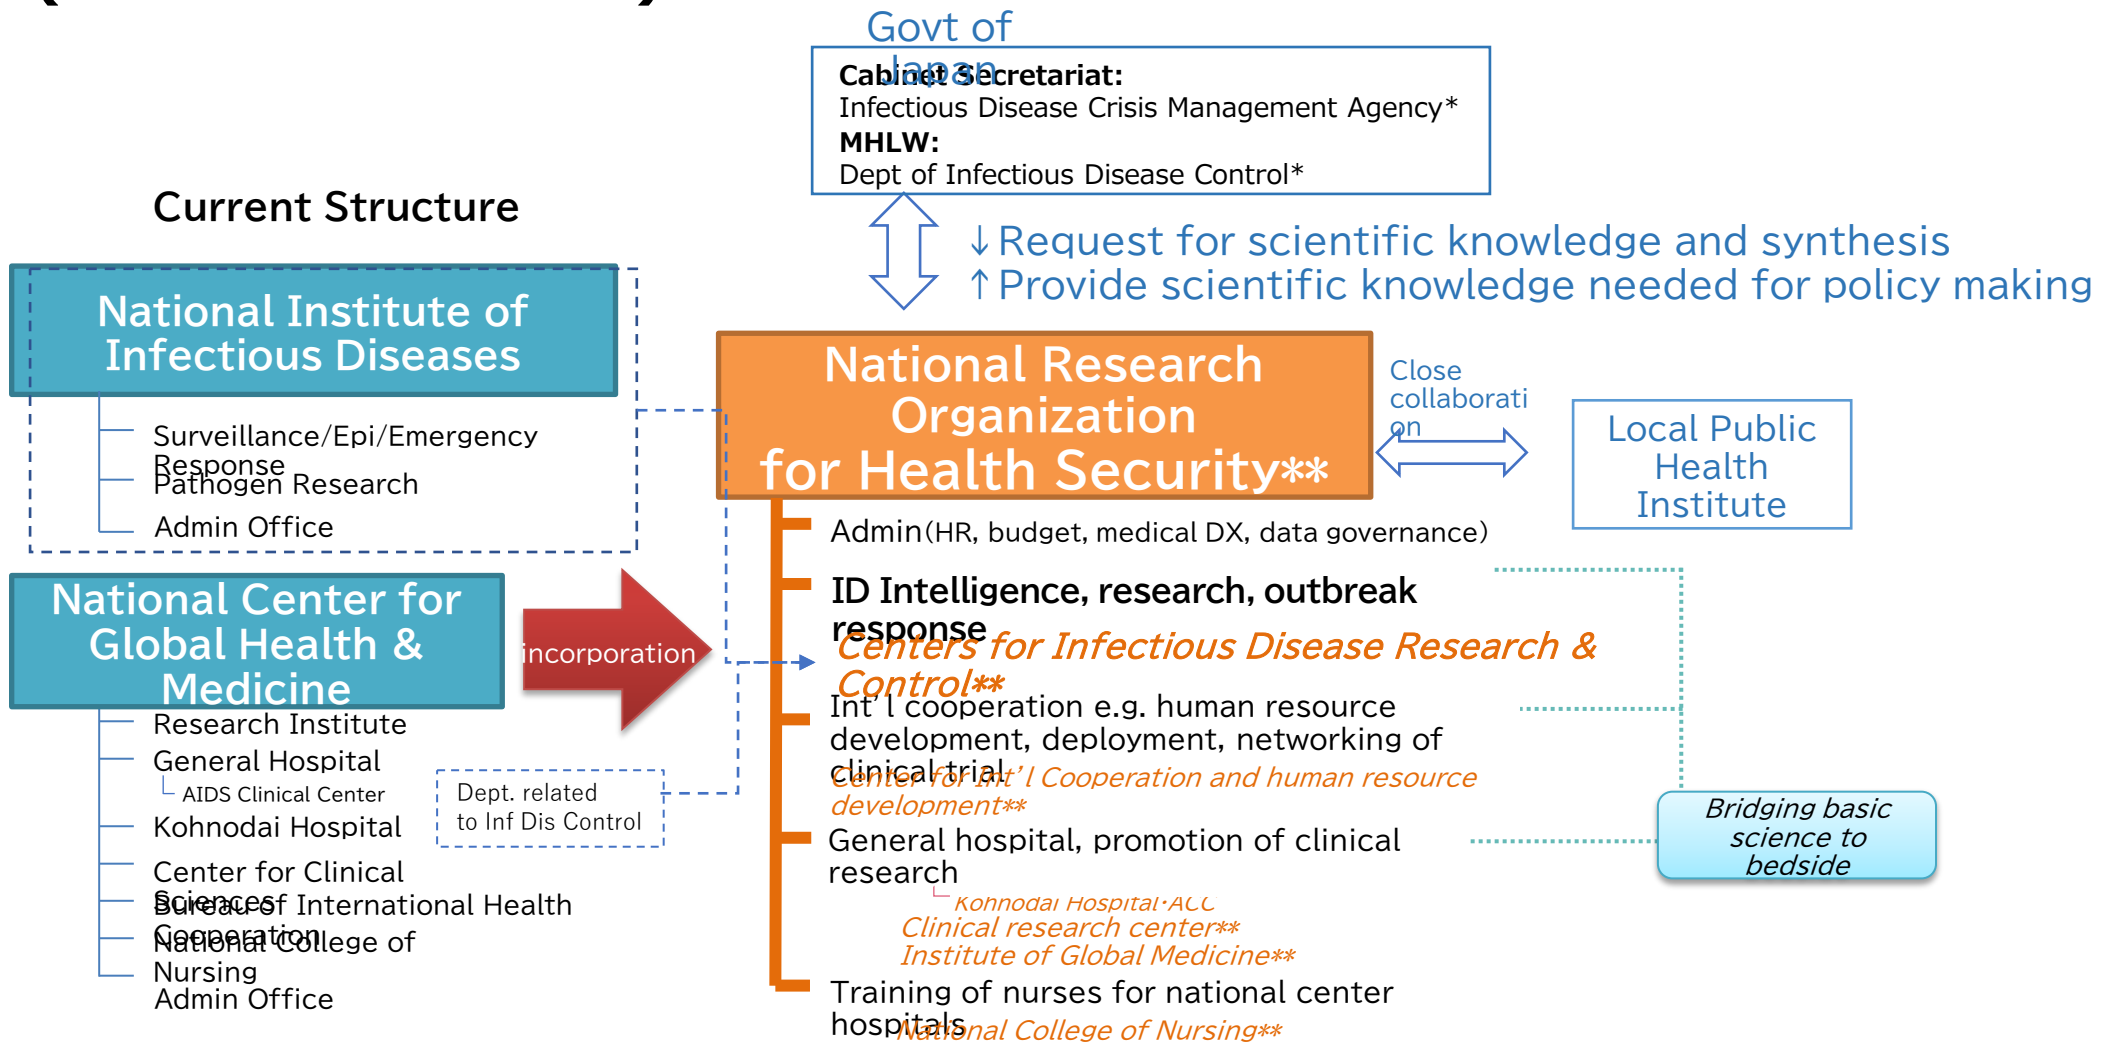 Govt of
Japan
Cabinet Secretariat:
Infectious Disease Crisis Management Agency*
MHLW:
Dept of Infectious Disease Control*
↓Request for scientific knowledge and synthesis
↑Provide scientific knowledge needed for policy making
Current Structure
National Institute of
Infectious Diseases
Surveillance/Epi/Emergency
Response
Pathogen Research
Admin Office
National Center for
Global Health &
Medicine
Research Institute
General Hospital
AIDS Clinical Center
Kohnodai Hospital
Center for Clinical
Sciences
Bureau of International Health
Cooperation
National College of
Nursing
Admin Office
incorporation
Dept. related
to Inf Dis Control
National Research
Organization
for Health Security**
Close
collaborati
on
Local Public
Health
Institute
Admin(HR, budget, medical DX, data governance)
ID Intelligence, research, outbreak
response
Centers for Infectious Disease Research &
Control**
Int'l cooperation e.g. human resource
development, deployment, networking of
clinical trial
Center for Int'l Cooperation and human resource
development**
General hospital, promotion of clinical
research
Kohnodai Hospital·ACC
Clinical research center**
Institute of Global Medicine**
Training of nurses for national center
hospitals
National College of Nursing**
Bridging basic
science to
bedside